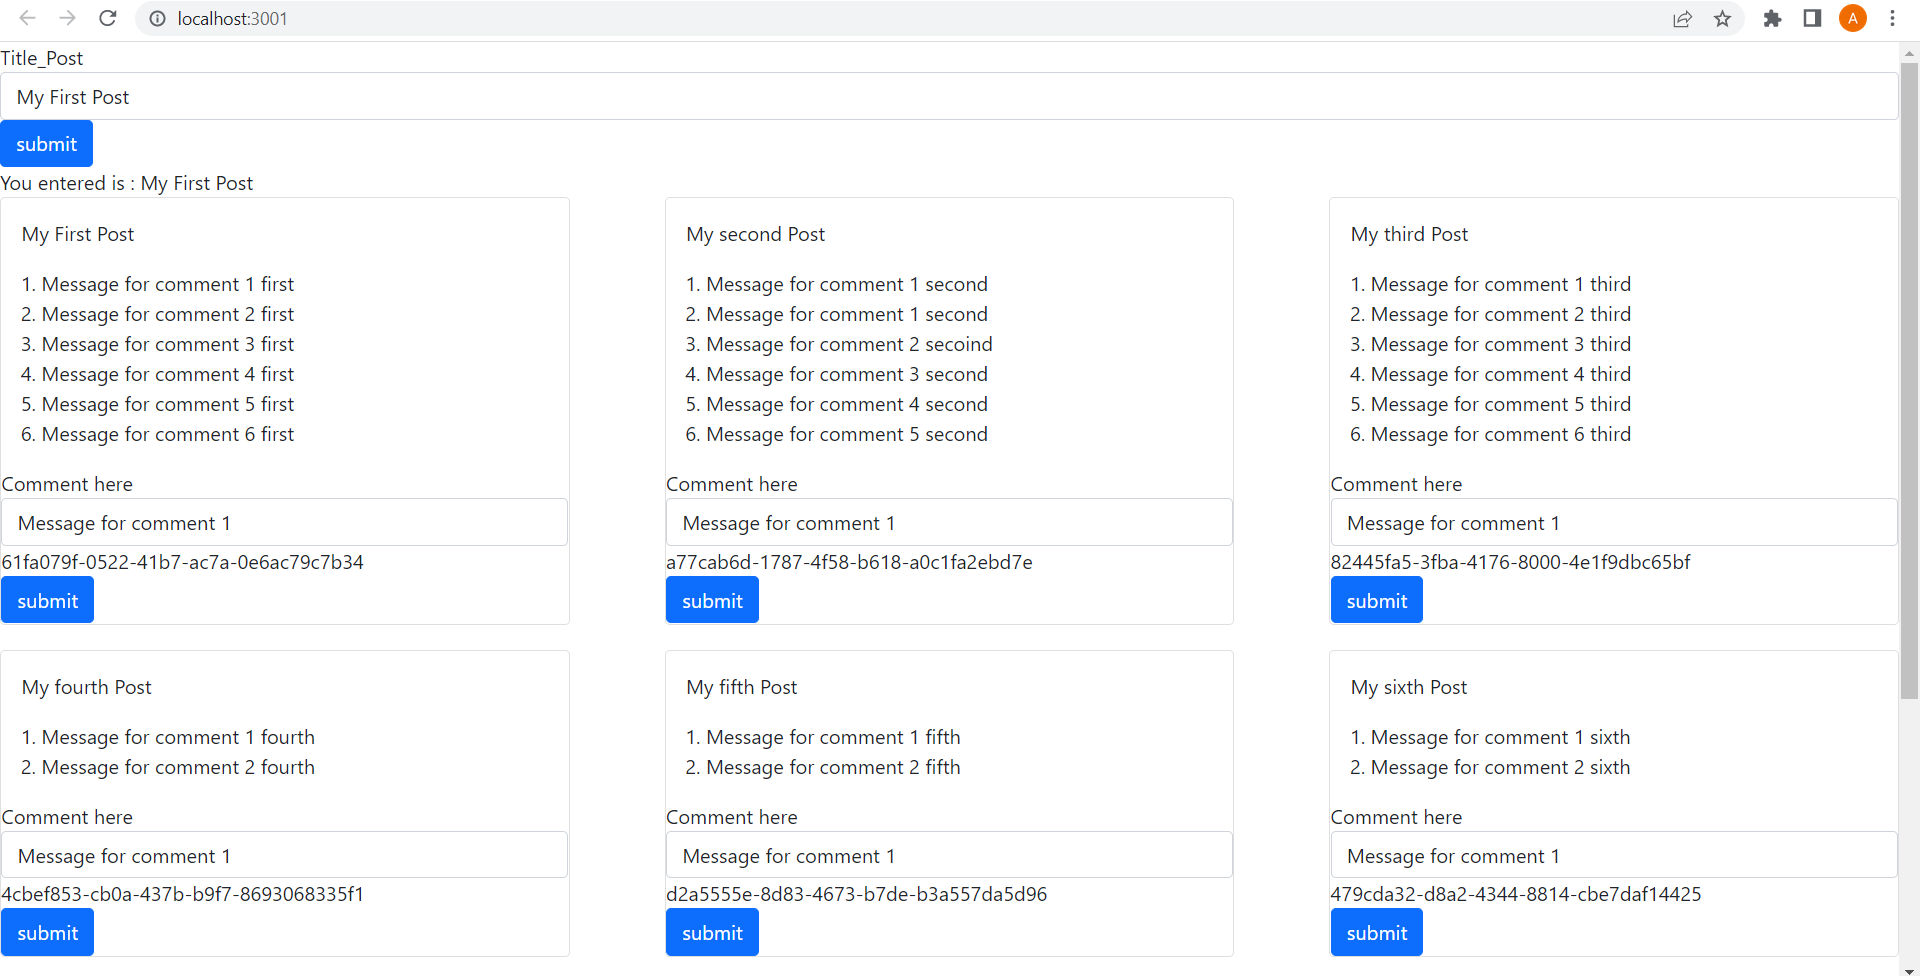 localhost:3001
A
Title_Post
My First Post
submit
You entered is : My First Post
My First Post
1. Message for comment 1 first
2. Message for comment 2 first
3. Message for comment 3 first
4. Message for comment 4 first
5. Message for comment 5 first
6. Message for comment 6 first
Comment here
Message for comment 1
61fa079f-0522-41b7-ac7a-0e6ac79c7b34
submit
My second Post
1. Message for comment 1 second
2. Message for comment 1 second
3. Message for comment 2 secoind
4. Message for comment 3 second
5. Message for comment 4 second
6. Message for comment 5 second
Comment here
Message for comment 1
a77cab6d-1787-4f58-b618-a0c1fa2ebd7e
submit
My third Post
1. Message for comment 1 third
2. Message for comment 2 third
3. Message for comment 3 third
4. Message for comment 4 third
5. Message for comment 5 third
6. Message for comment 6 third
Comment here
Message for comment 1
82445fa5-3fba-4176-8000-4e1f9dbc65bf
submit
My fourth Post
1. Message for comment 1 fourth
2. Message for comment 2 fourth
Comment here
Message for comment 1
4cbef853-cb0a-437b-b9f7-8693068335f1
submit
My fifth Post
1. Message for comment 1 fifth
2. Message for comment 2 fifth
Comment here
Message for comment 1
d2a5555e-8d83-4673-b7de-b3a557da5d96
submit
My sixth Post
1. Message for comment 1 sixth
2. Message for comment 2 sixth
Comment here
Message for comment 1
479cda32-d8a2-4344-8814-cbe7daf14425
submit